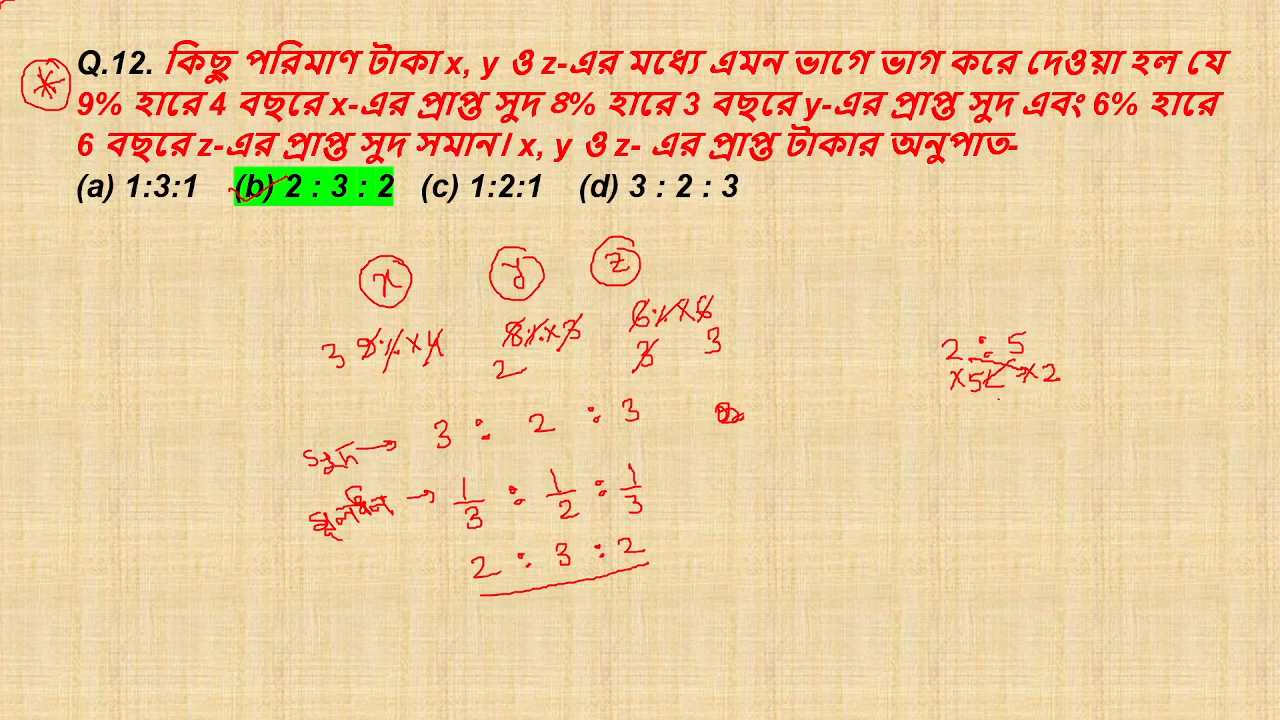 Q.12. কিছু পরিমাণ টাকা x, y ও z-এর মধ্যে এমন ভাগে ভাগ করে দেওয়া হল যে
9% হারে 4 বছরে x-এর প্রাপ্ত সুদ ৪% হারে 3 বছরে y-এর প্রাপ্ত সুদ এবং 6% হারে
6 বছরে z-এর প্রাপ্ত সুদ সমান। x, y ও z- এর প্রাপ্ত টাকার অনুপাত-
(a) 1:3:1 (b) 2 : 3 : 2 (c) 1:2:1 (d) 3 : 2 : 3
x y z
3 9%×4 8%×3 6%×6
2 3 3
2 : 5
×5 ×2
সুদ → 3 : 2 : 3
মূলধন → 1/3 : 1/2 : 1/3
2 : 3 : 2